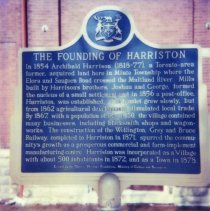 THE FOUNDING OF HARRISTON
In 1854 Archibald Harrison (1818-77), a Toronto-area
farmer, acquired land here in Minto Township where the
Elora and Saugeen Road crossed the Maitland River. Mills
built by Harrison's brothers, Joshua and George, formed
the nucleus of a small settlement and in 1856 a post-office,
Harriston, was established. The community grew slowly, but
from 1862 agricultural development stimulated local trade.
By 1867 with a population of 150, the village contained
many businesses, including blacksmith shops and wagon
works. The construction of the Wellington, Grey and Bruce
Railway, completed to Harriston in 1871, spurred the commu-
nity's growth as a prosperous commercial and farm-implement
manufacturing centre. Harriston was incorporated as a Village
with about 500 inhabitants in 1872, and as a Town in 1878.